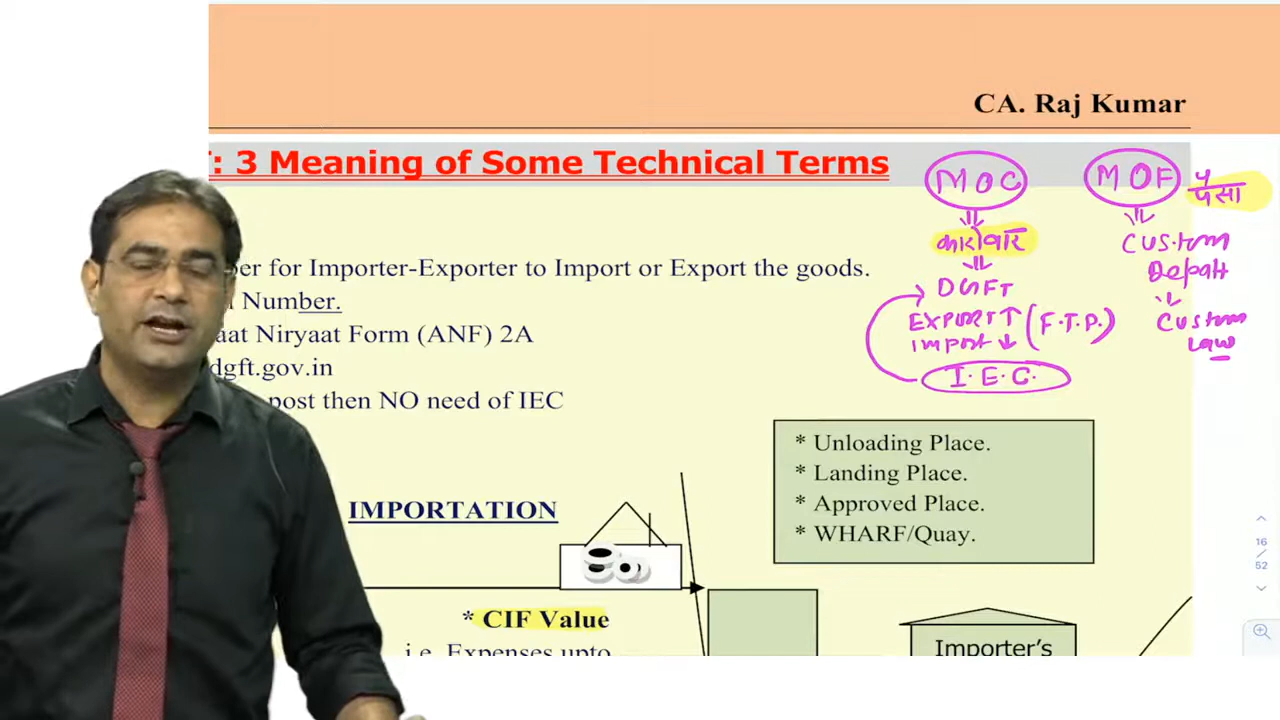 CA. Raj Kumar
: 3 Meaning of Some Technical Terms
MOC
MOF
पैसा
कारोबार
Custom
Depatt
for Importer-Exporter to Import or Export the goods.
DGFT
Number.
EXPORT ↑
import ↓
(F.T.P.)
Custom
Law
aat Niryaat Form (ANF) 2A
dgft.gov.in
I.E.C.
post then NO need of IEC
* Unloading Place.
* Landing Place.
* Approved Place.
* WHARF/Quay.
IMPORTATION
16
/
52
* CIF Value
i.e. Expenses upto
Importer's